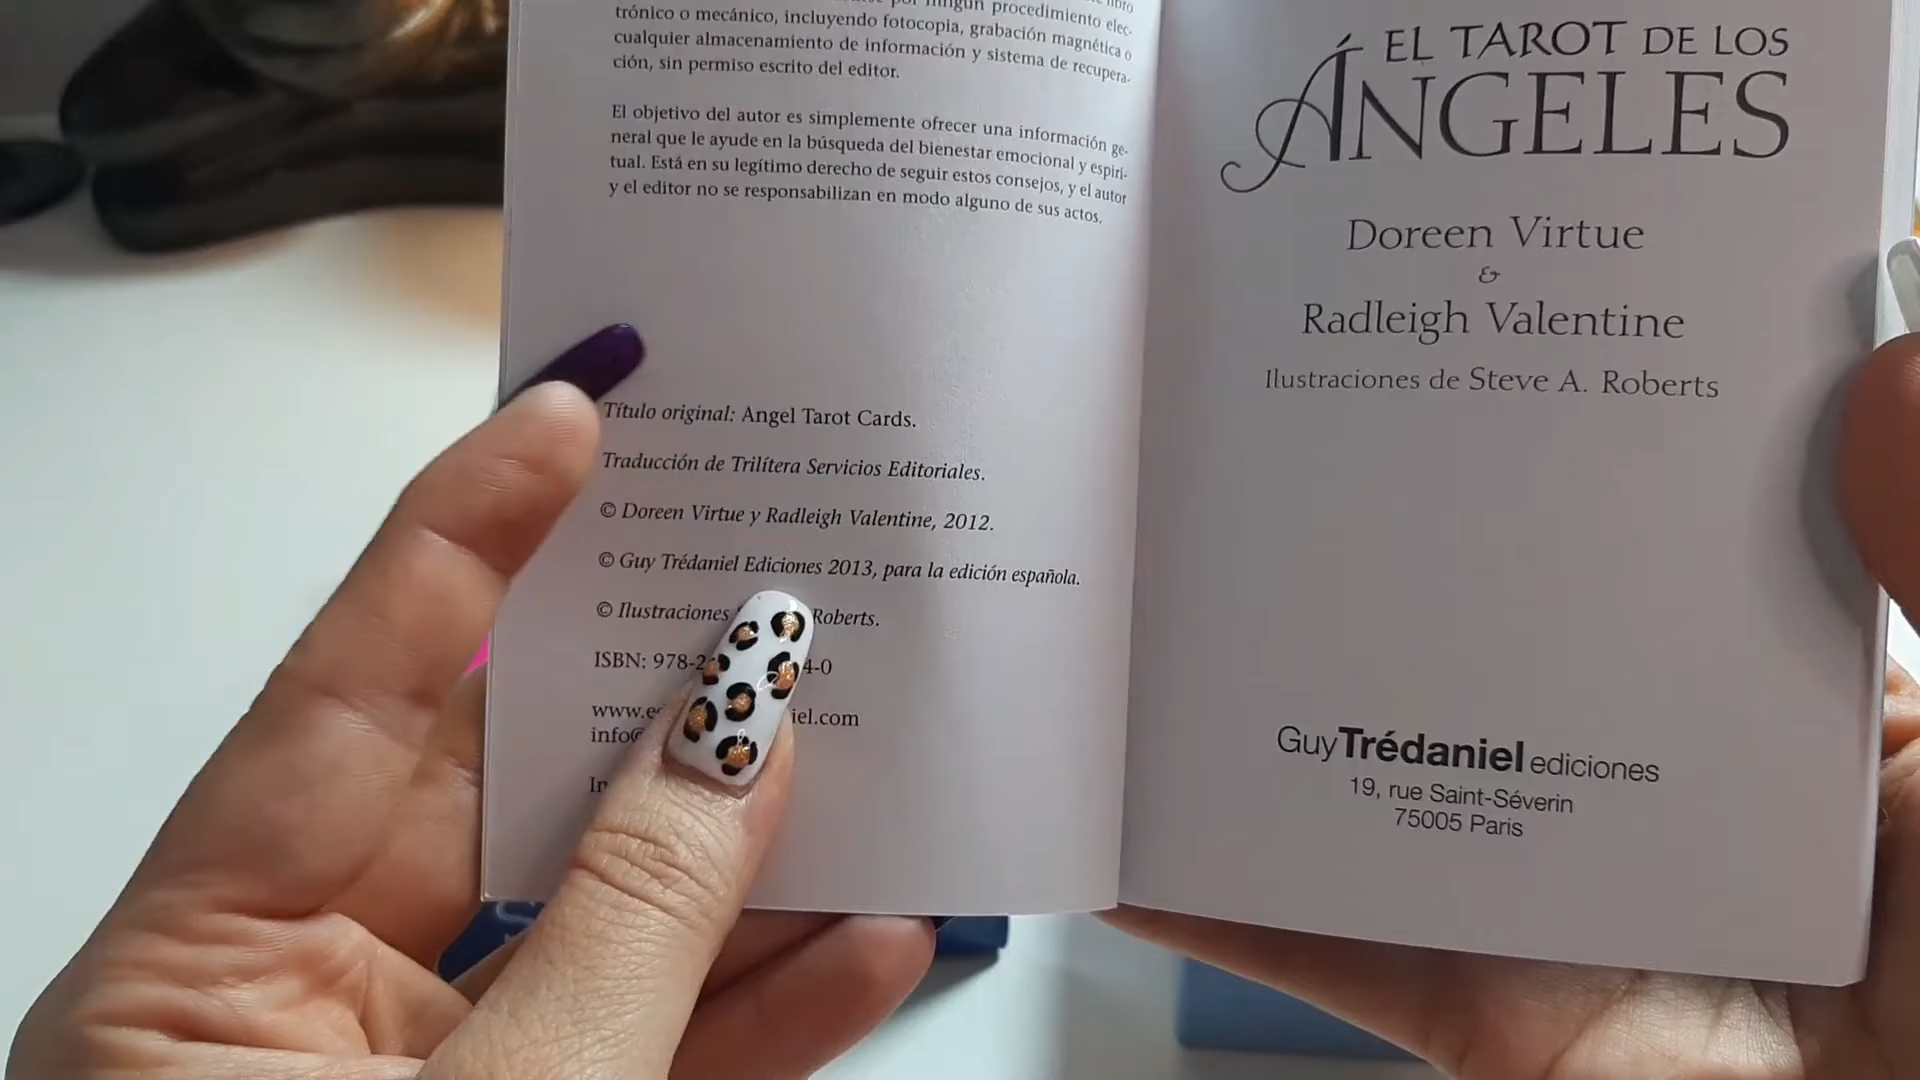 ningún procedimiento elec-
trónico o mecánico, incluyendo fotocopia, grabación magnética o
cualquier almacenamiento de información y sistema de recupera-
ción, sin permiso escrito del editor.
El objetivo del autor es simplemente ofrecer una información ge-
neral que le ayude en la búsqueda del bienestar emocional y espiri-
tual. Está en su legítimo derecho de seguir estos consejos, y el autor
y el editor no se responsabilizan en modo alguno de sus actos.
Título original: Angel Tarot Cards.
Traducción de Trilítera Servicios Editoriales.
© Doreen Virtue y Radleigh Valentine, 2012.
© Guy Trédaniel Ediciones 2013, para la edición española.
© Ilustraciones Roberts.
ISBN: 978-2 4-0
www.e iel.com
info@
EL TAROT DE LOS
ÁNGELES
Doreen Virtue
&
Radleigh Valentine
Ilustraciones de Steve A. Roberts
GuyTrédaniel ediciones
19, rue Saint-Séverin
75005 Paris